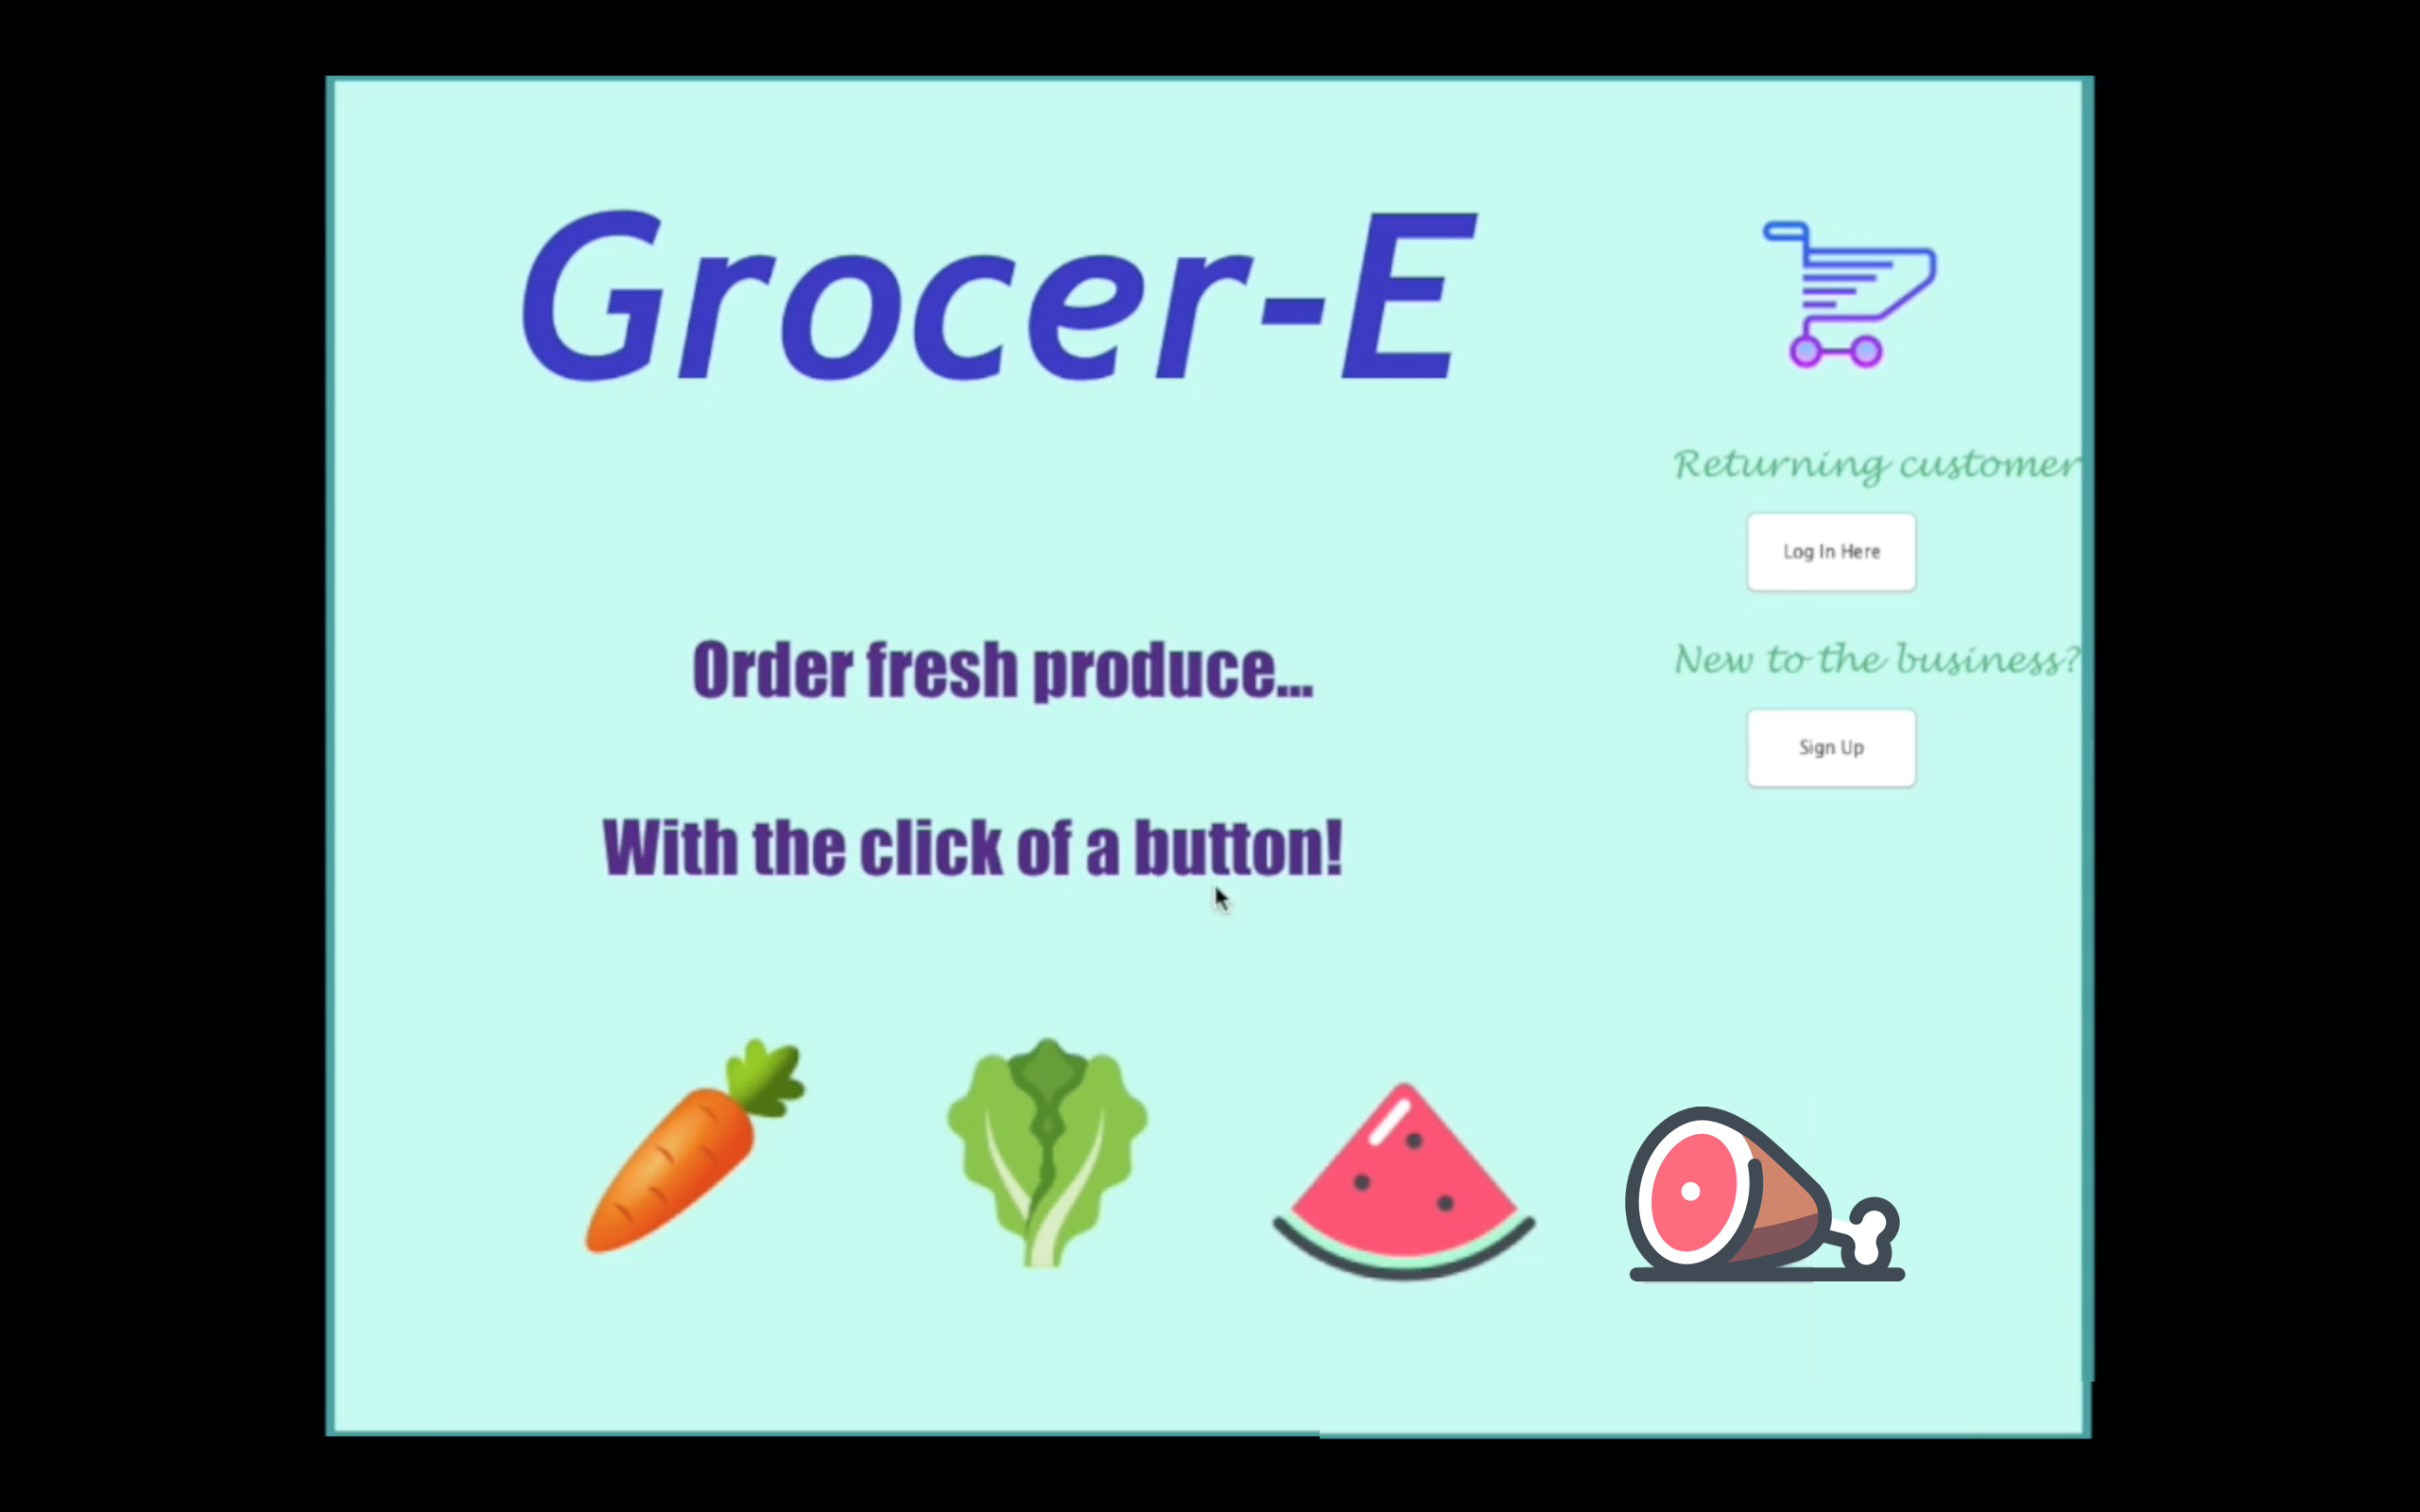 Grocer-E
Returning customer
Log In Here
Order fresh produce...
New to the business?
Sign Up
With the click of a button!